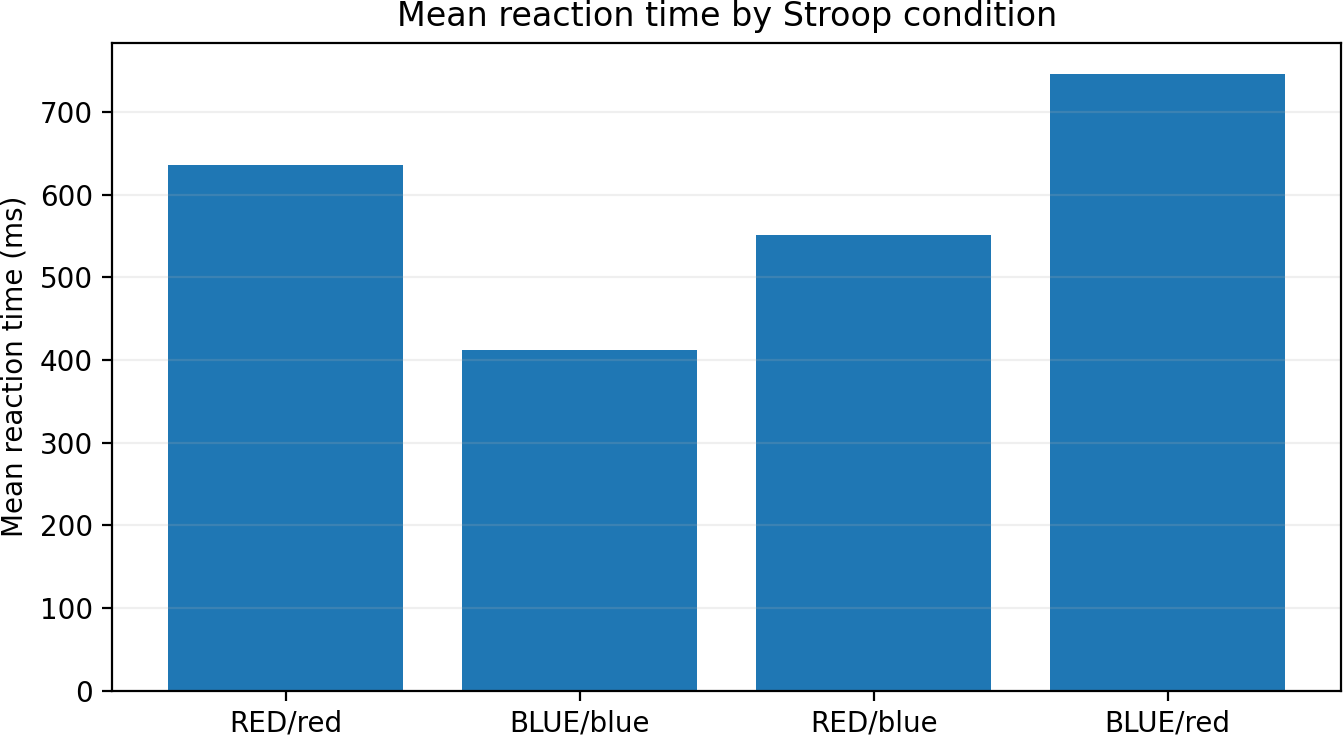 Mean reaction time by Stroop condition
Mean reaction time (ms)
700
600
500
400
300
200
100
0
RED/red
BLUE/blue
RED/blue
BLUE/red